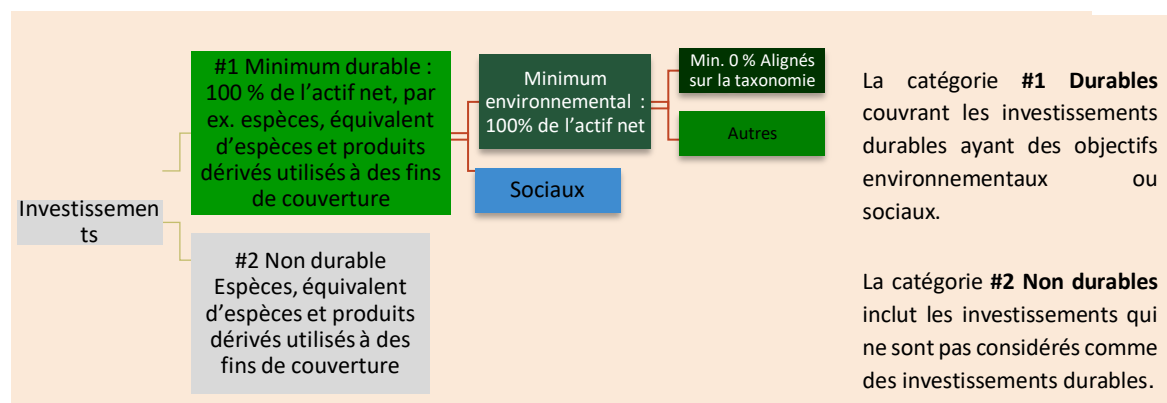 Investissemen
ts
#1 Minimum durable :
100 % de l'actif net, par
ex. espèces, équivalent
d'espèces et produits
dérivés utilisés à des fins
de couverture
#2 Non durable
Espèces, équivalent
d'espèces et produits
dérivés utilisés à des
fins de couverture
Minimum
environnemental :
100% de l'actif net
Sociaux
Min. 0 % Alignés
sur la taxonomie
Autres
La catégorie #1 Durables
couvrant les investissements
durables ayant des objectifs
environnementaux ou
sociaux.
La catégorie #2 Non durables
inclut les investissements qui
ne sont pas considérés comme
des investissements durables.